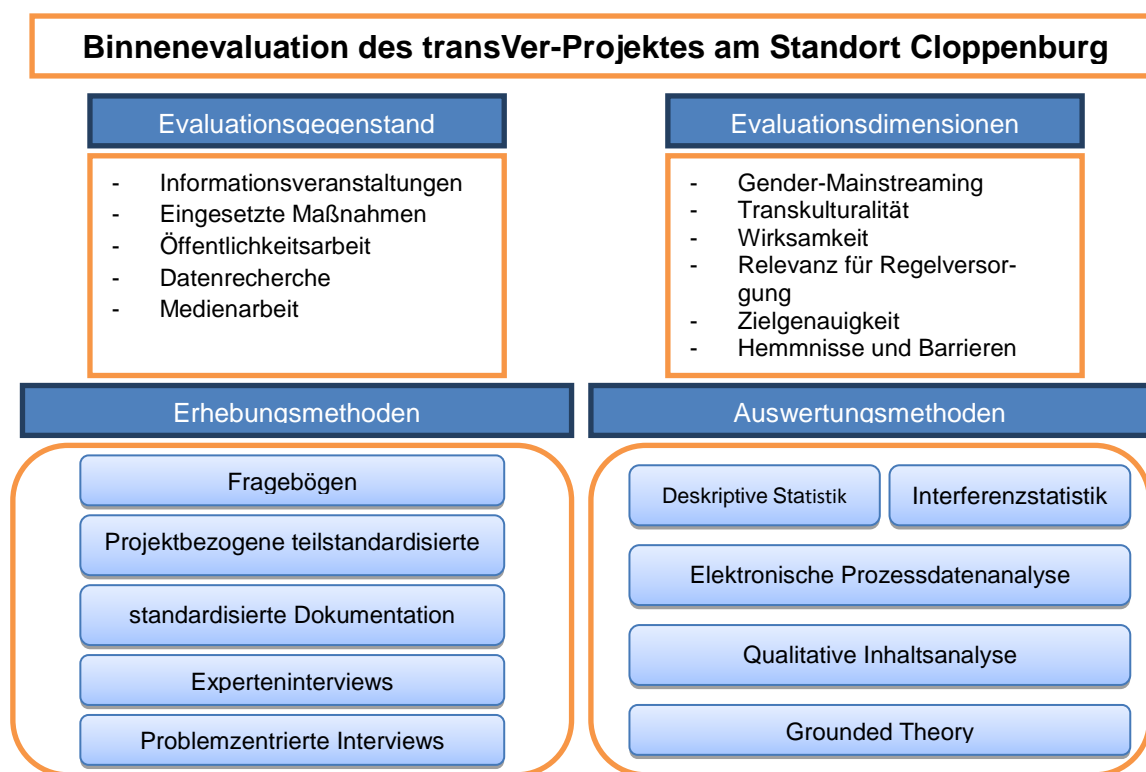 Binnenevaluation des transVer-Projektes am Standort Cloppenburg
Evaluationsgegenstand
- Informationsveranstaltungen
- Eingesetzte Maßnahmen
- Öffentlichkeitsarbeit
- Datenrecherche
- Medienarbeit
Evaluationsdimensionen
- Gender-Mainstreaming
- Transkulturalität
- Wirksamkeit
- Relevanz für Regelversor-
gung
- Zielgenauigkeit
- Hemmnisse und Barrieren
Erhebungsmethoden
Fragebögen
Projektbezogene teilstandardisierte
standardisierte Dokumentation
Experteninterviews
Problemzentrierte Interviews
Auswertungsmethoden
Deskriptive Statistik
Interferenzstatistik
Elektronische Prozessdatenanalyse
Qualitative Inhaltsanalyse
Grounded Theory